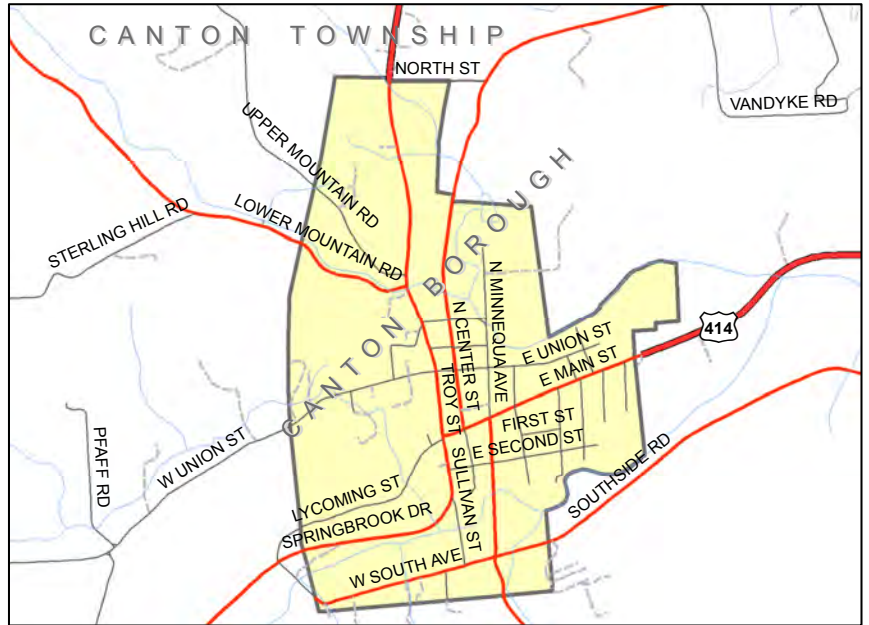 CANTON TOWNSHIP
NORTH ST
VANDYKE RD
UPPER MOUNTAIN RD
CANTON BOROUGH
STERLING HILL RD
LOWER MOUNTAIN RD
N MINNEQUA AVE
N CENTER ST
414
E UNION ST
TROY ST
E MAIN ST
PFAFF RD
W UNION ST
FIRST ST
E SECOND ST
SULLIVAN ST
SOUTHSIDE RD
LYCOMING ST
SPRINGBROOK DR
W SOUTH AVE